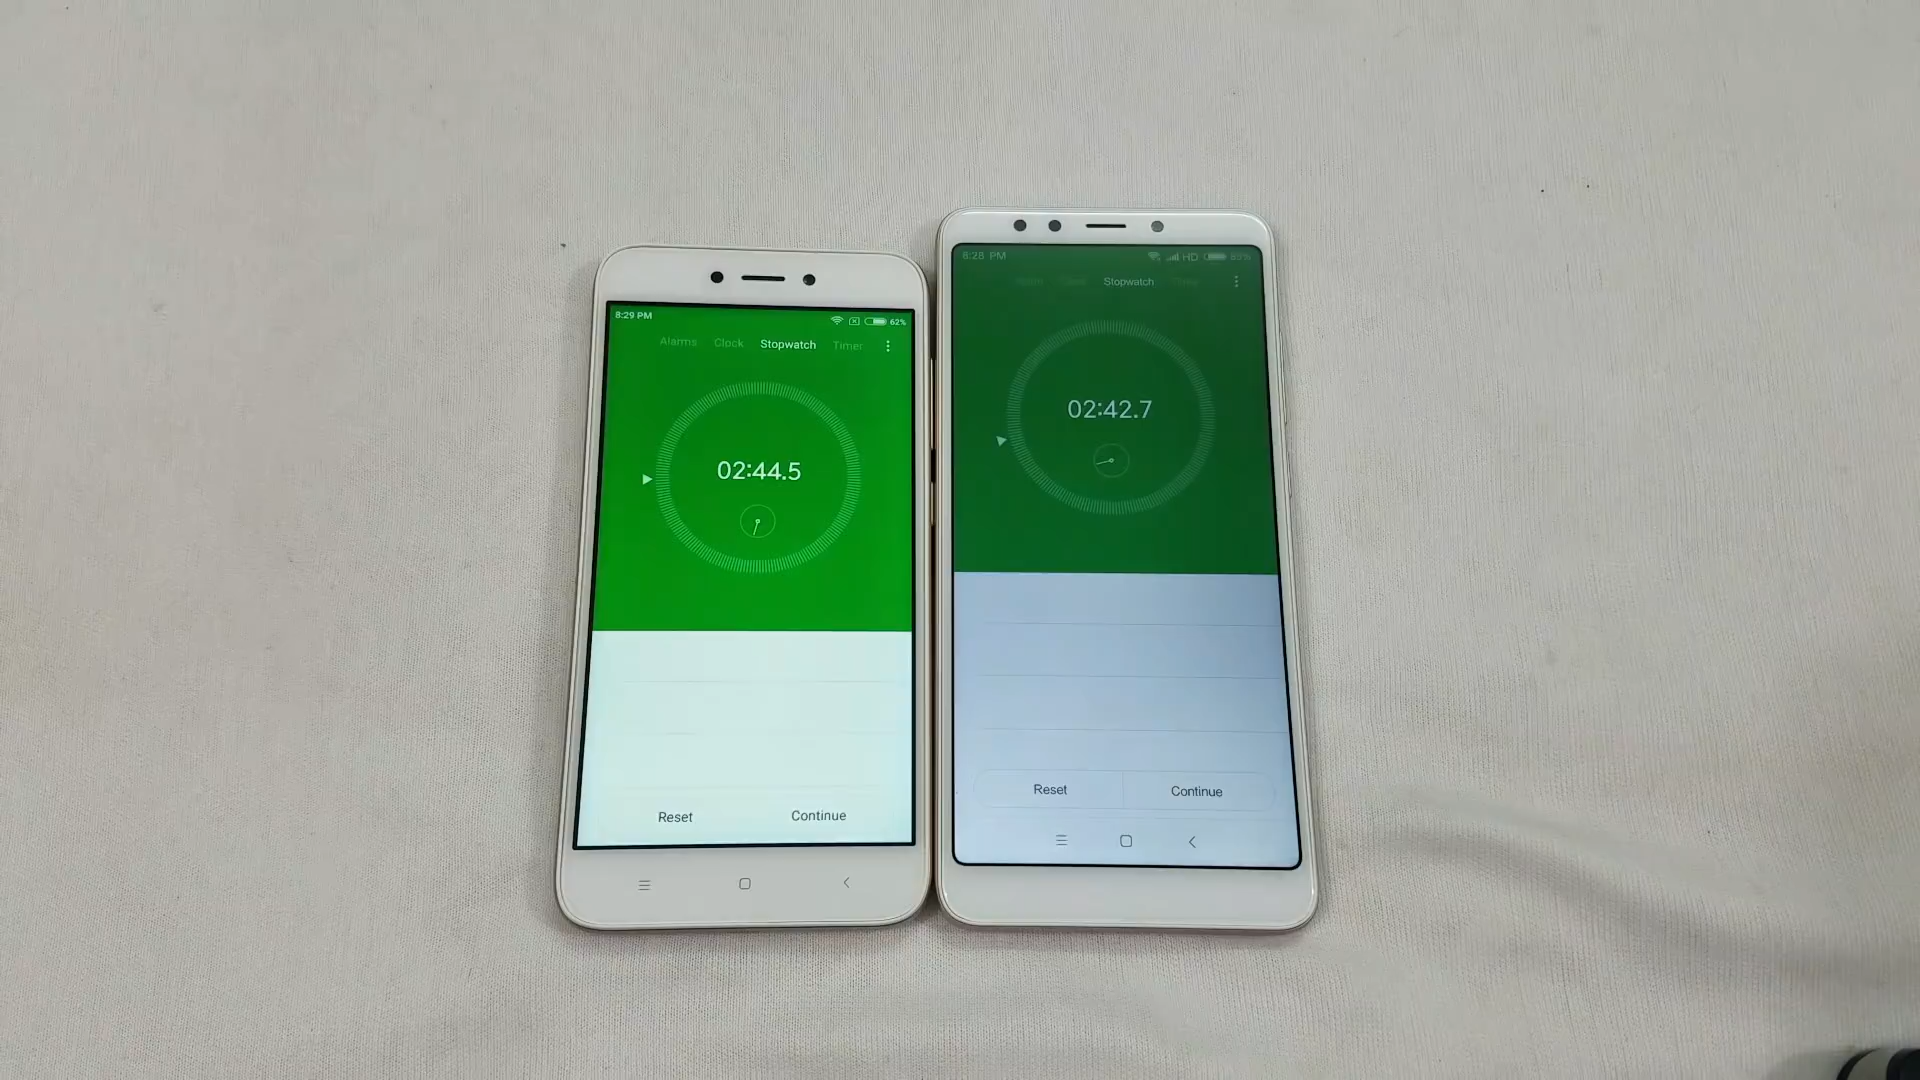 8:29 PM
62%
Alarms Clock Stopwatch Timer
02:44.5
Reset Continue
8:28 PM
HD 85%
Stopwatch
02:42.7
Reset Continue